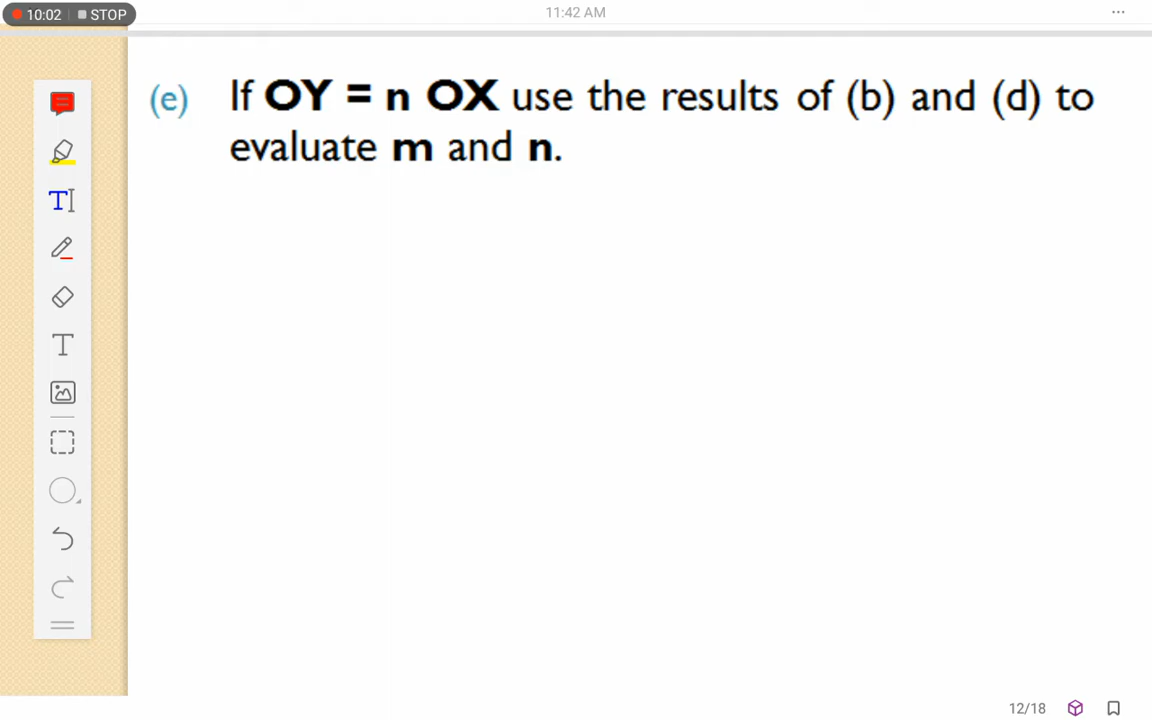 10:02 STOP
11:42 AM
(e) If OY = n OX use the results of (b) and (d) to
evaluate m and n.
12/18